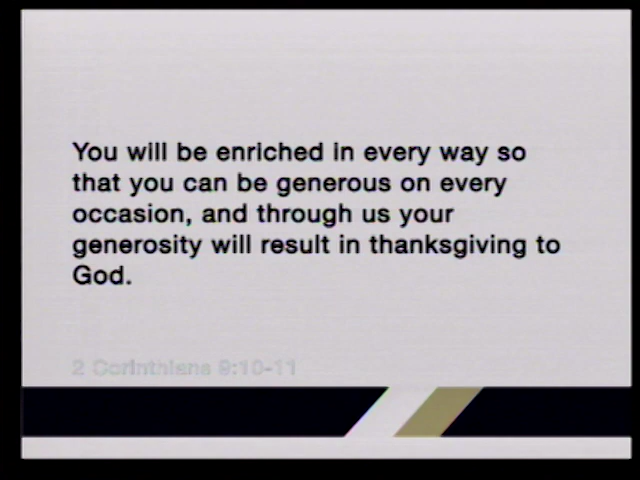 You will be enriched in every way so
that you can be generous on every
occasion, and through us your
generosity will result in thanksgiving to
God.
2 Corinthians 9:10-11